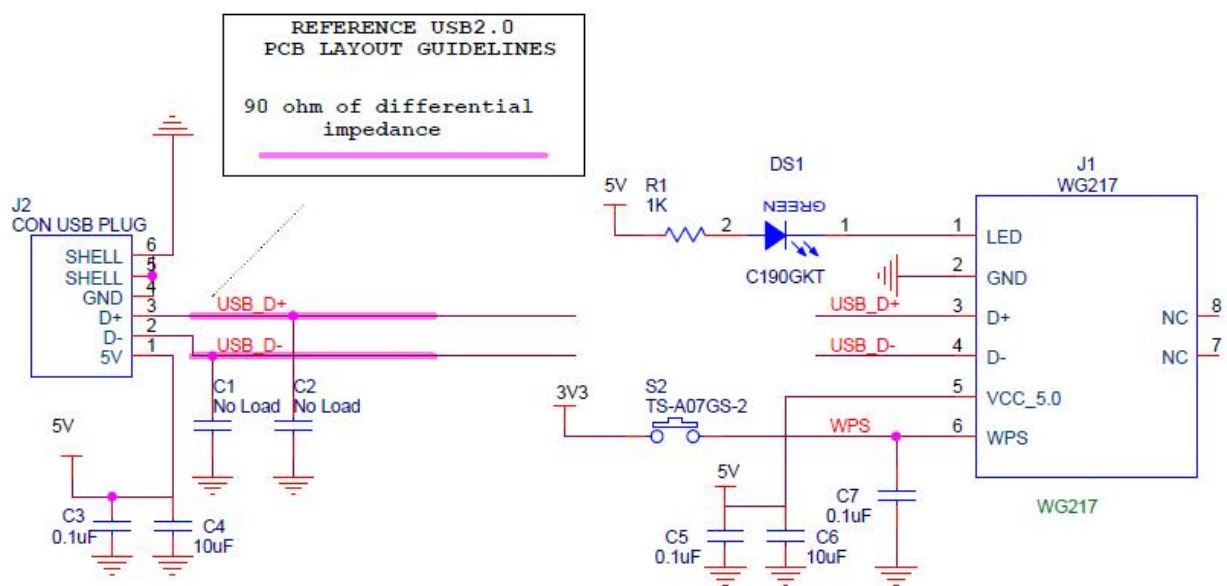 REFERENCE USB2.0
PCB LAYOUT GUIDELINES
90 ohm of differential
impedance
J2
CON USB PLUG
SHELL
6
SHELL
5
GND
4
D+
3
D-
2
5V
1
USB_D+
USB_D-
C1
No Load
C2
No Load
5V
C3
0.1uF
C4
10uF
5V
R1
1K
DS1
GREEN
2
1
C190GKT
J1
WG217
1
LED
2
GND
USB_D+
3
D+
NC
8
USB_D-
4
D-
NC
7
5
VCC_5.0
3V3
S2
TS-A07GS-2
WPS
6
WPS
5V
C5
0.1uF
C6
10uF
C7
0.1uF
WG217